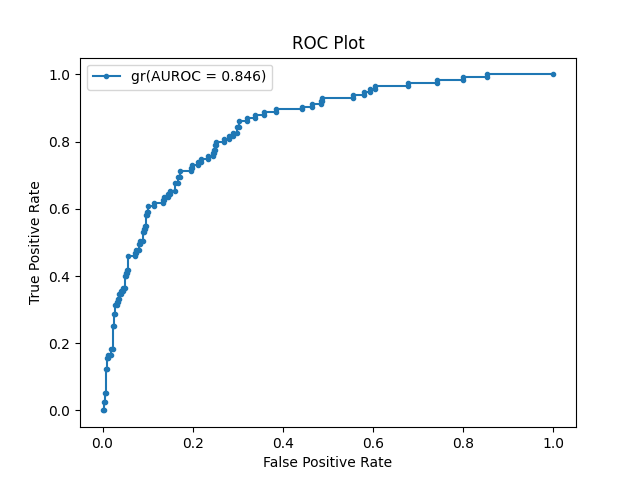 ROC Plot
gr(AUROC = 0.846)
True Positive Rate
1.0
0.8
0.6
0.4
0.2
0.0
0.0 0.2 0.4 0.6 0.8 1.0
False Positive Rate